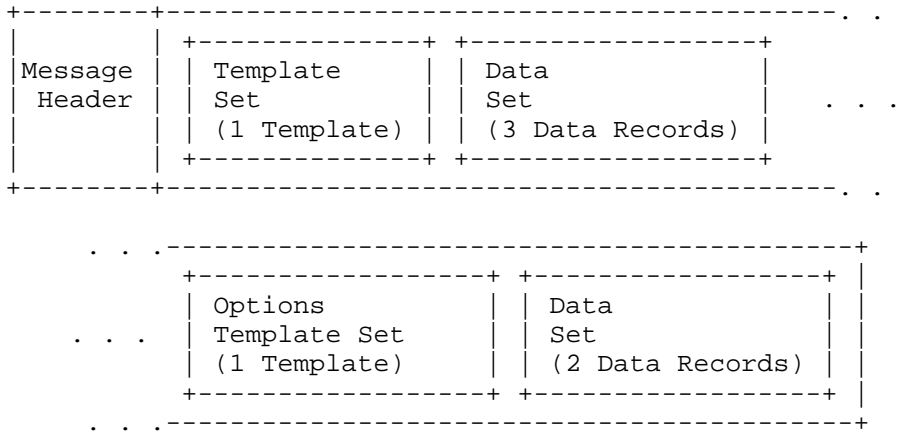 +--------+--------------------------------------------. .
|        | +--------------+ +------------------+
|Message | | Template     | | Data             |
| Header | | Set          | | Set              |   . . .
|        | | (1 Template) | | (3 Data Records) |
|        | +--------------+ +------------------+
+--------+--------------------------------------------. .
. . .-------------------------------------------+
+------------------+ +------------------+ |
| Options          | | Data             | |
. . . | Template Set     | | Set              | |
| (1 Template)     | | (2 Data Records) | |
+------------------+ +------------------+ |
. . .-------------------------------------------+